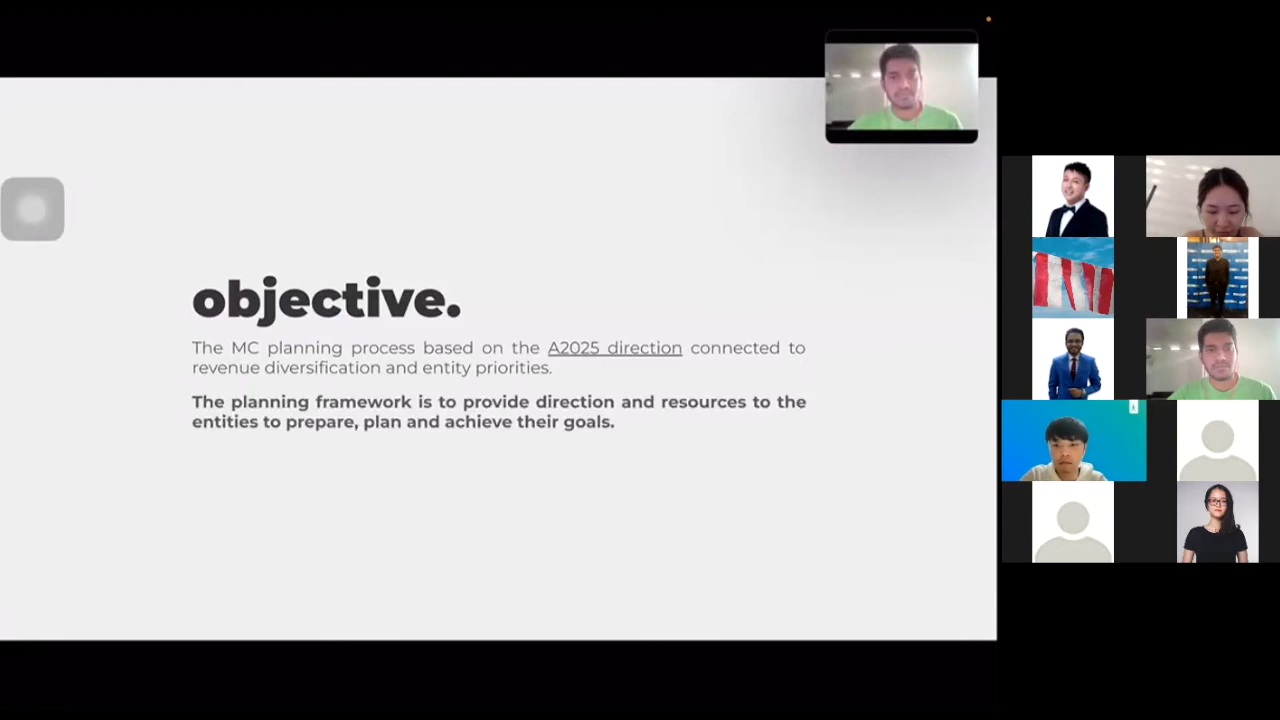 objective.
The MC planning process based on the A2025 direction connected to
revenue diversification and entity priorities.
The planning framework is to provide direction and resources to the
entities to prepare, plan and achieve their goals.